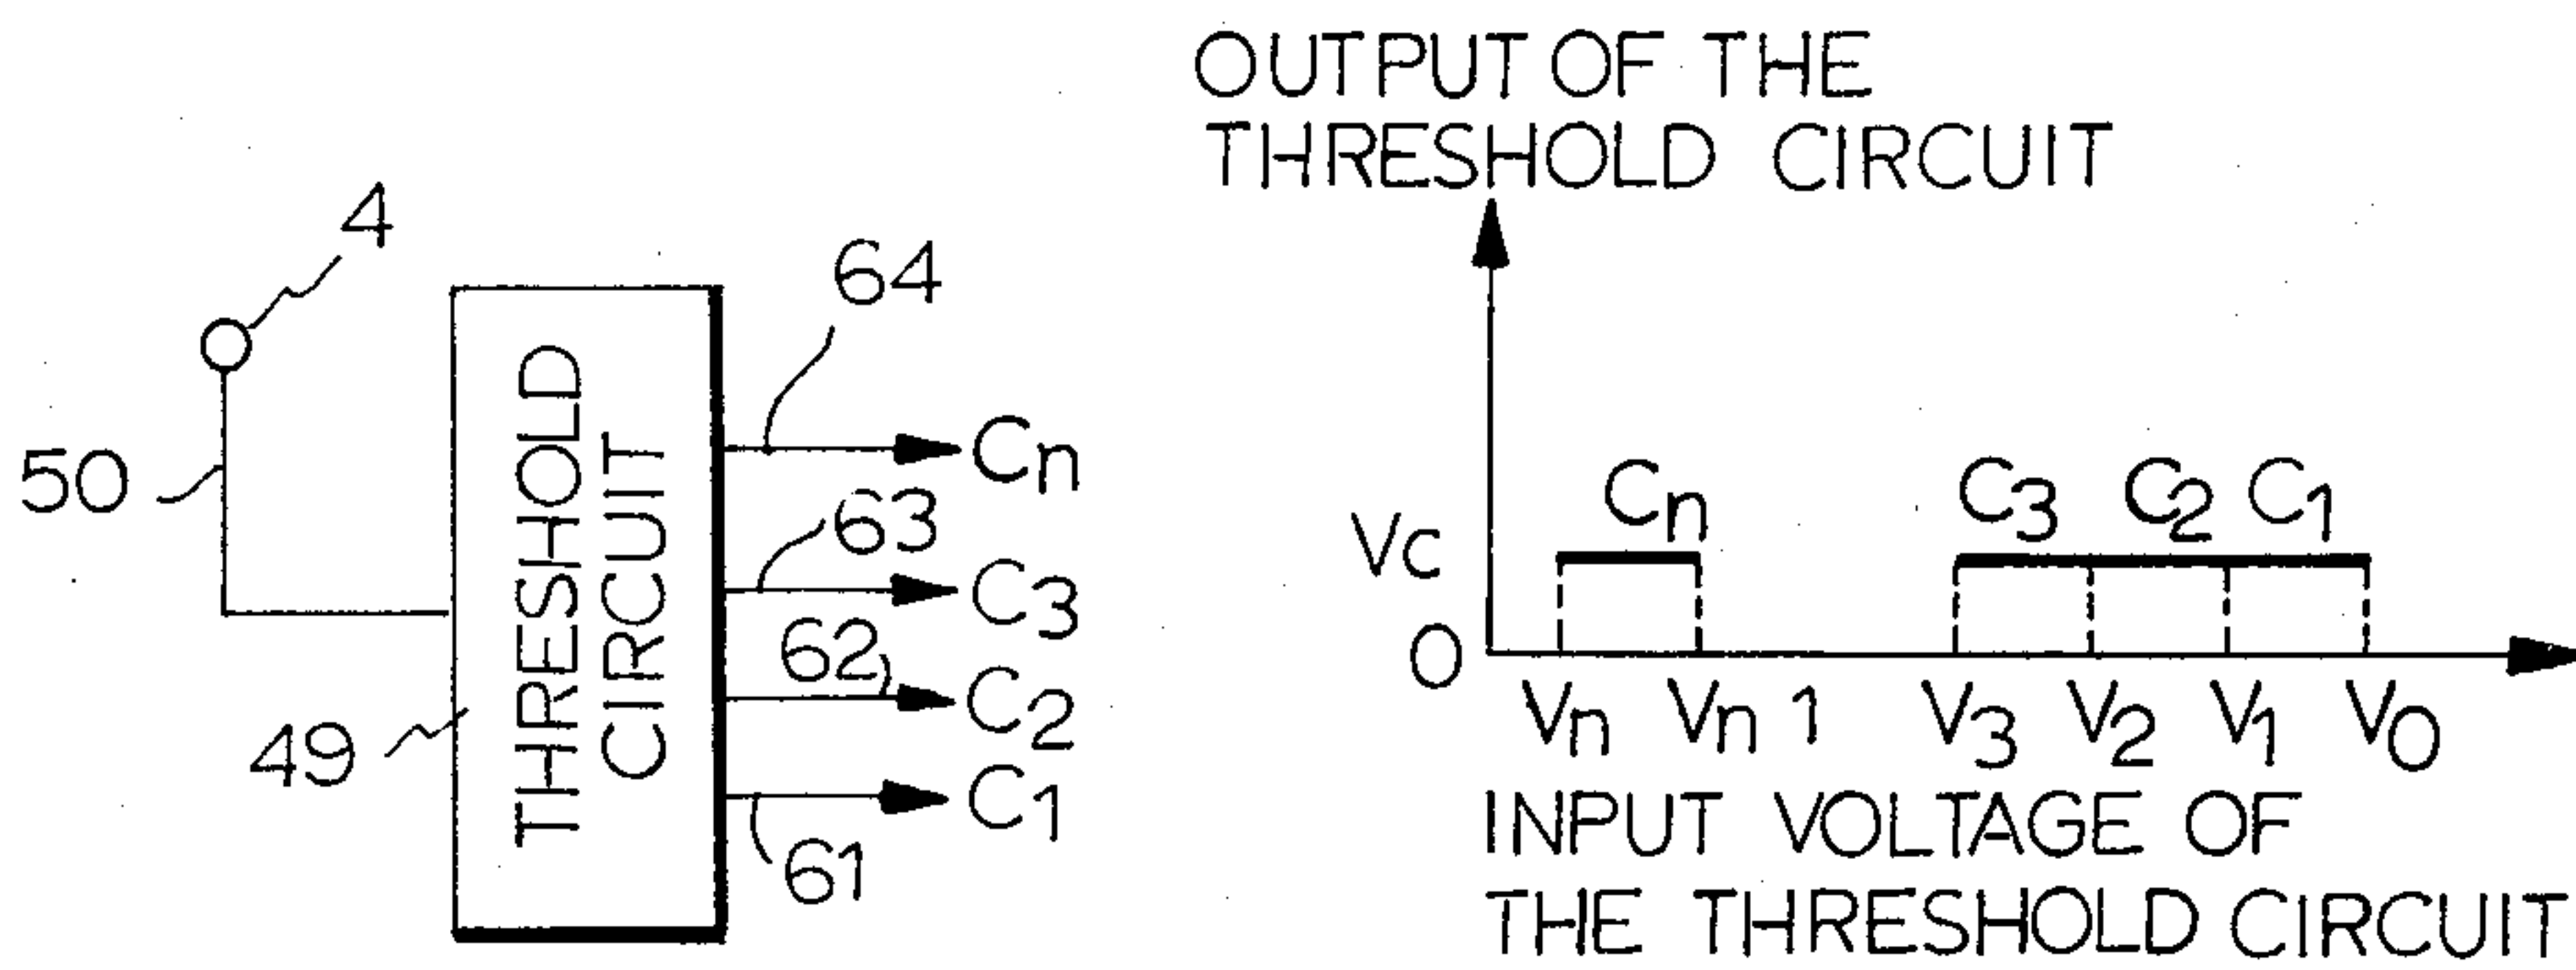 4
50
49
THRESHOLD
CIRCUIT
64
Cn
63
C3
62
C2
C1
61
OUTPUT OF THE
THRESHOLD CIRCUIT
Cn C3 C2 C1
Vc
0
Vn Vn 1 V3 V2 V1 V0
INPUT VOLTAGE OF
THE THRESHOLD CIRCUIT